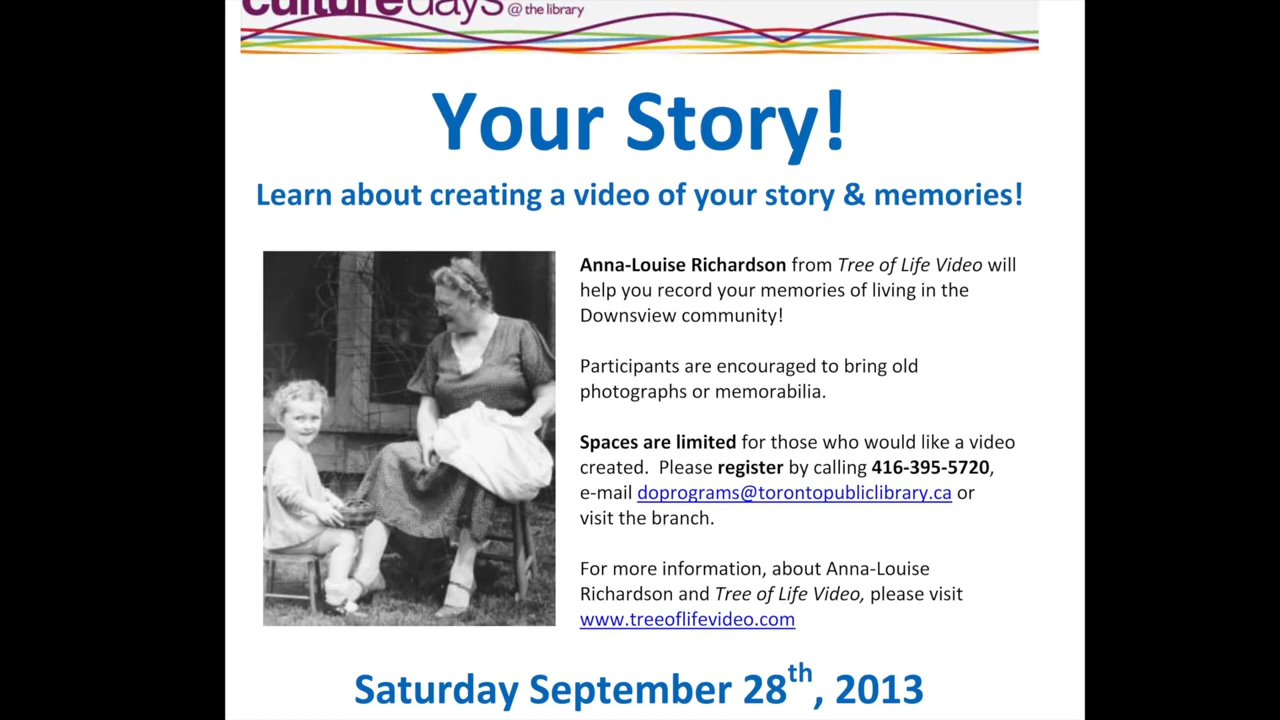 culturedays @ the library
Your Story!
Learn about creating a video of your story & memories!
Anna-Louise Richardson from Tree of Life Video will
help you record your memories of living in the
Downsview community!
Participants are encouraged to bring old
photographs or memorabilia.
Spaces are limited for those who would like a video
created. Please register by calling 416-395-5720,
e-mail doprograms@torontopubliclibrary.ca or
visit the branch.
For more information, about Anna-Louise
Richardson and Tree of Life Video, please visit
www.treeoflifevideo.com
Saturday September 28th, 2013